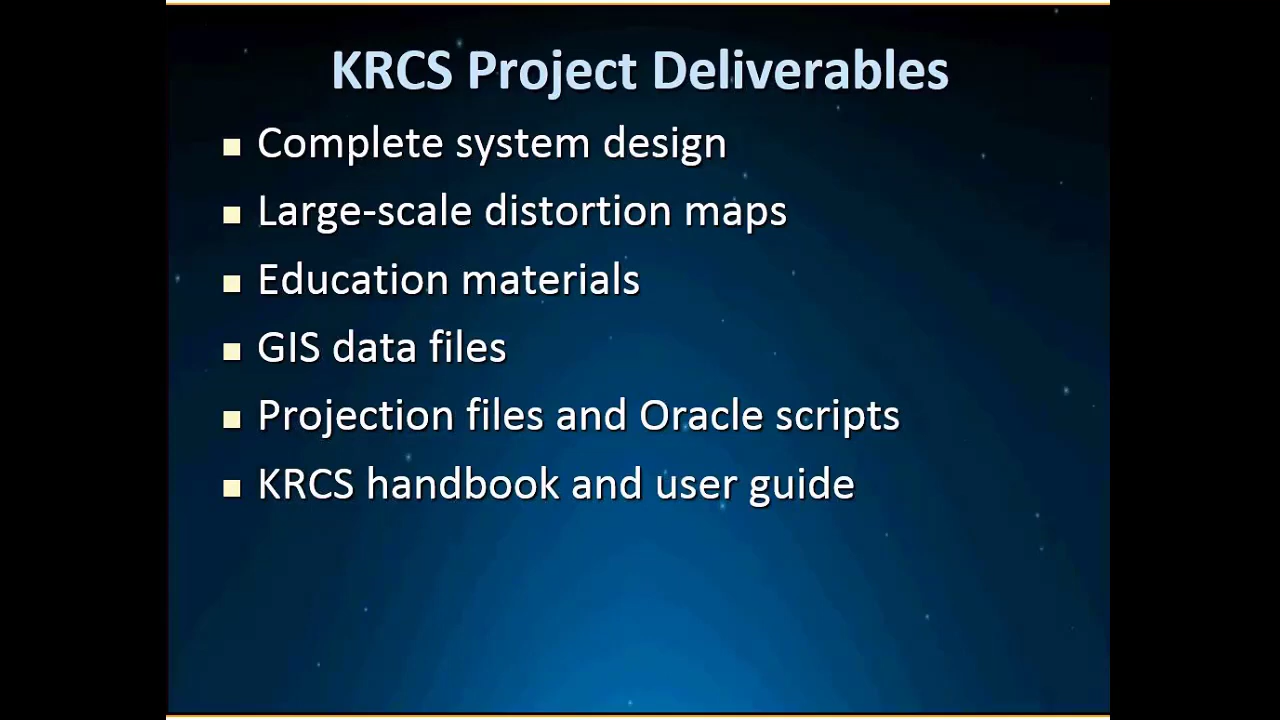 KRCS Project Deliverables
Complete system design
Large-scale distortion maps
Education materials
GIS data files
Projection files and Oracle scripts
KRCS handbook and user guide